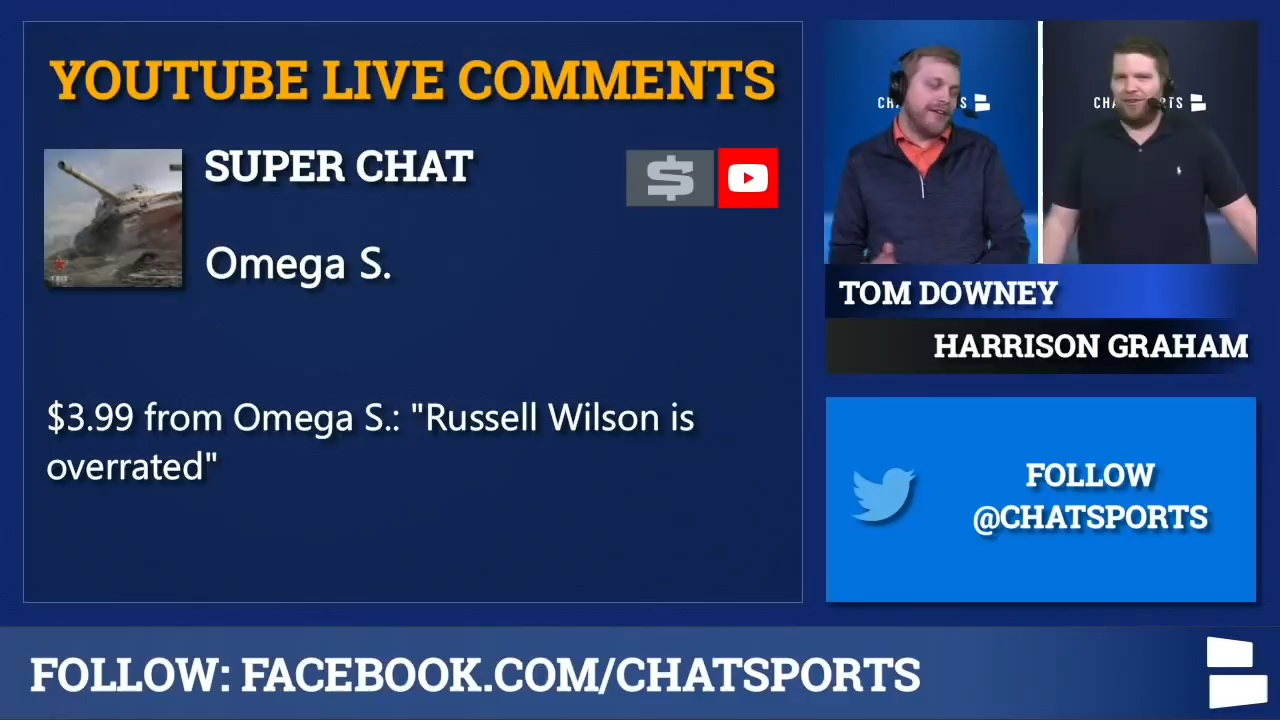 YOUTUBE LIVE COMMENTS
SUPER CHAT
Omega S.
$3.99 from Omega S.: "Russell Wilson is
overrated"
TOM DOWNEY
HARRISON GRAHAM
FOLLOW
@CHATSPORTS
FOLLOW: FACEBOOK.COM/CHATSPORTS